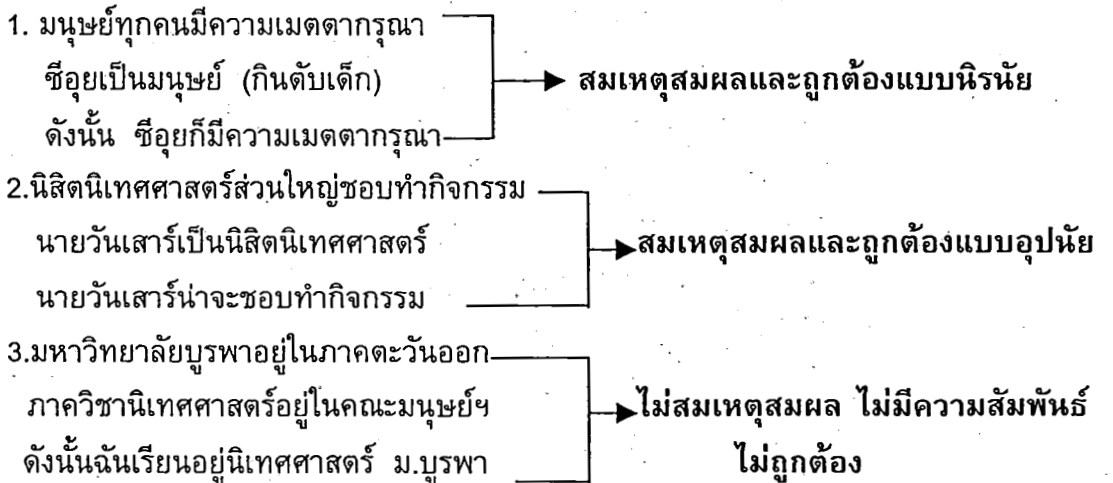 1. มนุษย์ทุกคนมีความเมตตากรุณา
ซีอุยเป็นมนุษย์ (กินตับเด็ก)
ดังนั้น ซีอุยก็มีความเมตตากรุณา
สมเหตุสมผลและถูกต้องแบบนิรนัย
2.นิสิตนิเทศศาสตร์ส่วนใหญ่ชอบทำกิจกรรม
นายวันเสาร์เป็นนิสิตนิเทศศาสตร์
นายวันเสาร์น่าจะชอบทำกิจกรรม
สมเหตุสมผลและถูกต้องแบบอุปนัย
3.มหาวิทยาลัยบูรพาอยู่ในภาคตะวันออก
ภาควิชานิเทศศาสตร์อยู่ในคณะมนุษย์ฯ
ดังนั้นฉันเรียนอยู่นิเทศศาสตร์ ม.บูรพา
ไม่สมเหตุสมผล ไม่มีความสัมพันธ์
ไม่ถูกต้อง